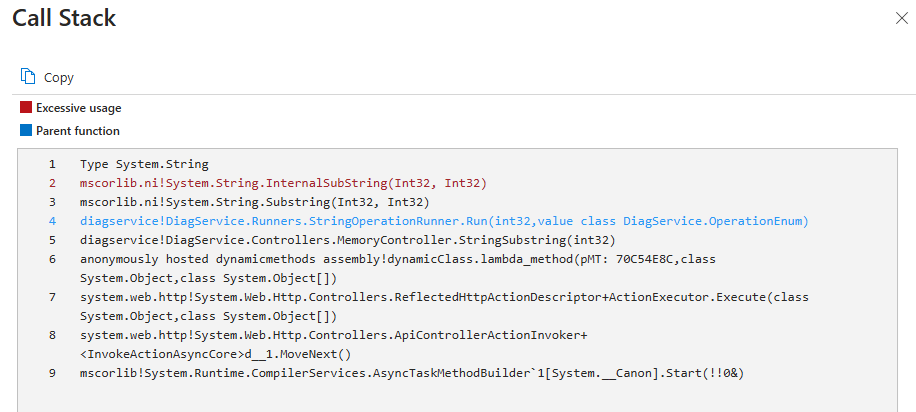 Call Stack
Copy
Excessive usage
Parent function
1 Type System.String
2 mscorlib.ni!System.String.InternalSubString(Int32, Int32)
3 mscorlib.ni!System.String.Substring(Int32, Int32)
4 diagservice!DiagService.Runners.StringOperationRunner.Run(int32,value class DiagService.OperationEnum)
5 diagservice!DiagService.Controllers.MemoryController.StringSubstring(int32)
6 anonymously hosted dynamicmethods assembly!dynamicClass.lambda_method(pMT: 70C54E8C,class
System.Object,class System.Object[])
7 system.web.http!System.Web.Http.Controllers.ReflectedHttpActionDescriptor+ActionExecutor.Execute(class
System.Object,class System.Object[])
8 system.web.http!System.Web.Http.Controllers.ApiControllerActionInvoker+
<InvokeActionAsyncCore>d__1.MoveNext()
9 mscorlib!System.Runtime.CompilerServices.AsyncTaskMethodBuilder`1[System.__Canon].Start(!!0&)